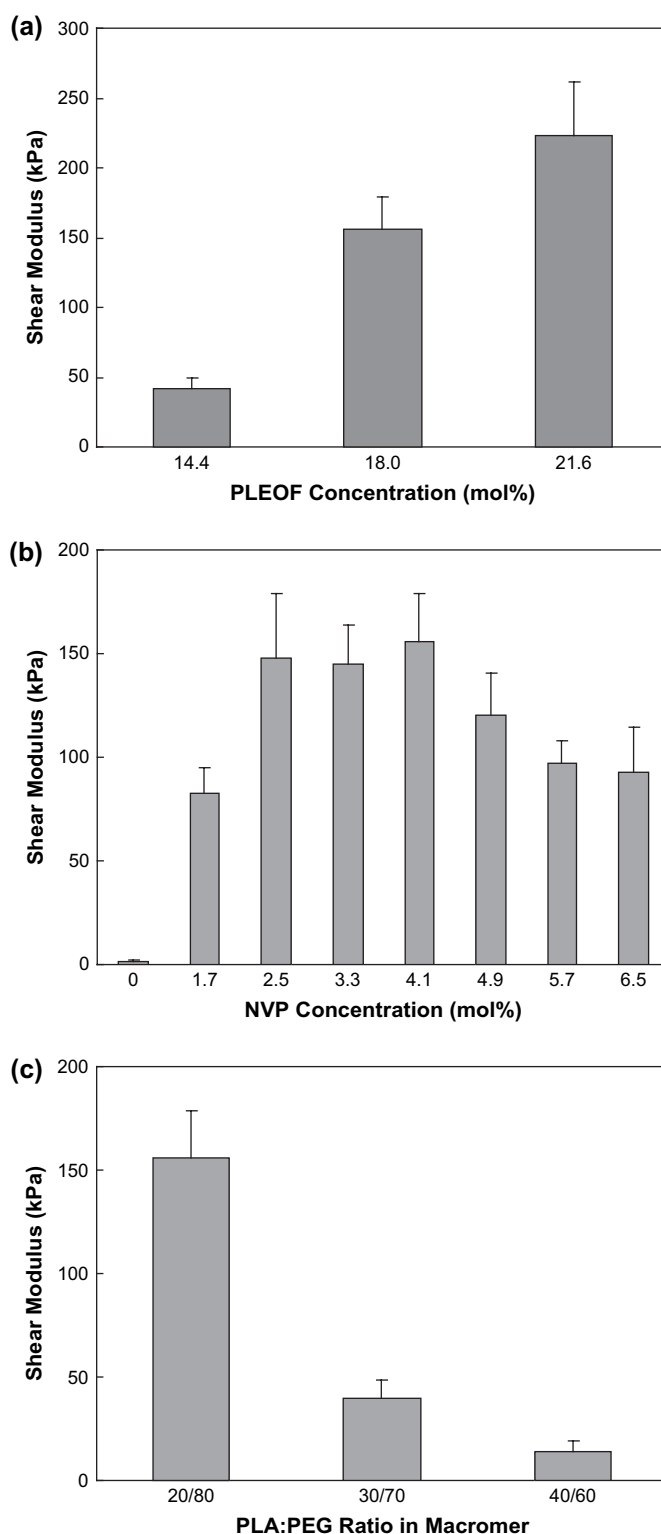 (a)
300
250
200
150
100
50
0
Shear Modulus (kPa)
14.4 18.0 21.6
PLEOF Concentration (mol%)
(b)
200
150
100
50
0
Shear Modulus (kPa)
0 1.7 2.5 3.3 4.1 4.9 5.7 6.5
NVP Concentration (mol%)
(c)
200
150
100
50
0
Shear Modulus (kPa)
20/80 30/70 40/60
PLA:PEG Ratio in Macromer